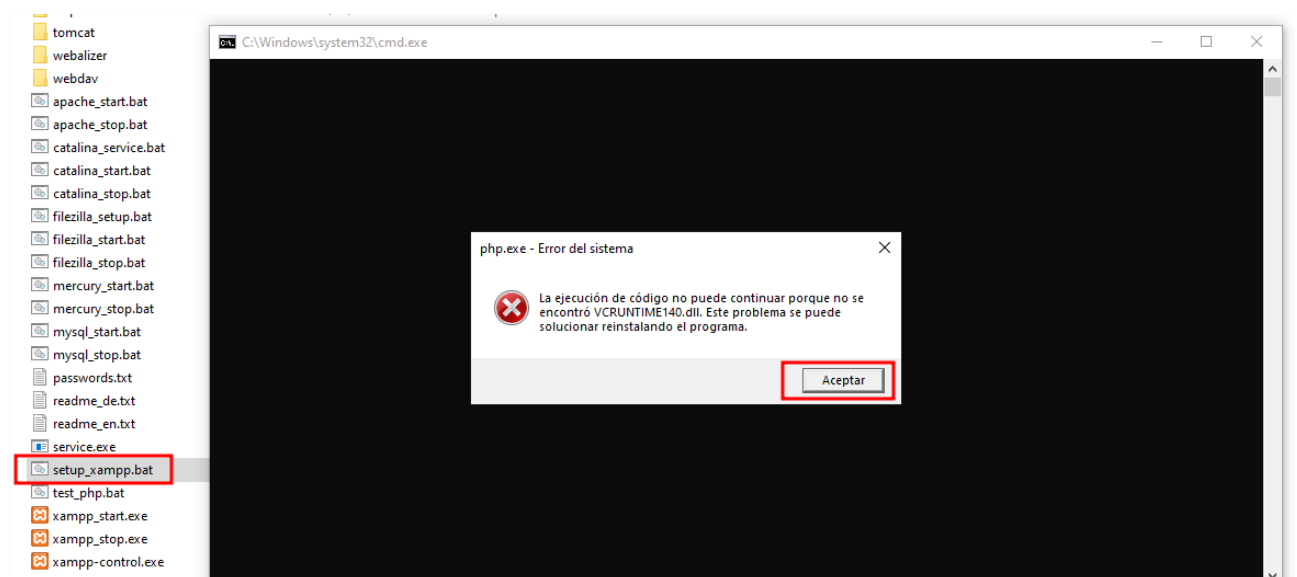 tomcat
webalizer
webdav
apache_start.bat
apache_stop.bat
catalina_service.bat
catalina_start.bat
catalina_stop.bat
filezilla_setup.bat
filezilla_start.bat
filezilla_stop.bat
mercury_start.bat
mercury_stop.bat
mysql_start.bat
mysql_stop.bat
passwords.txt
readme_de.txt
readme_en.txt
service.exe
setup_xampp.bat
test_php.bat
xampp_start.exe
xampp_stop.exe
xampp-control.exe
C:\Windows\system32\cmd.exe
php.exe - Error del sistema
La ejecución de código no puede continuar porque no se
encontró VCRUNTIME140.dll. Este problema se puede
solucionar reinstalando el programa.
Aceptar